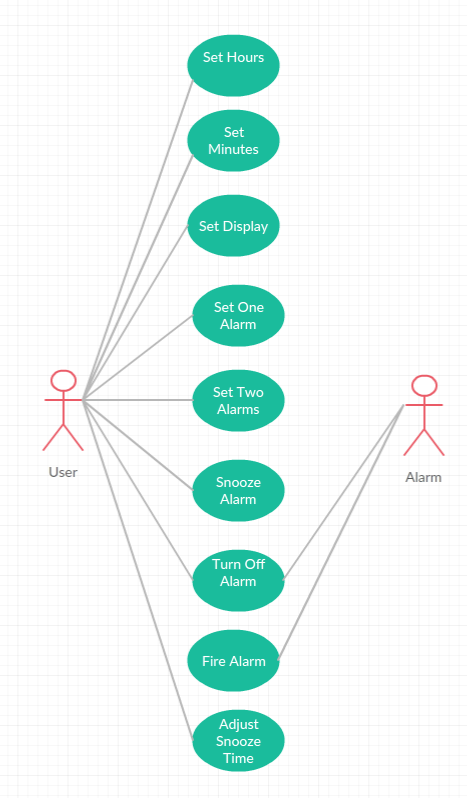 Set Hours
Set
Minutes
Set Display
Set One
Alarm
Set Two
Alarms
User
Alarm
Snooze
Alarm
Turn Off
Alarm
Fire Alarm
Adjust
Snooze
Time